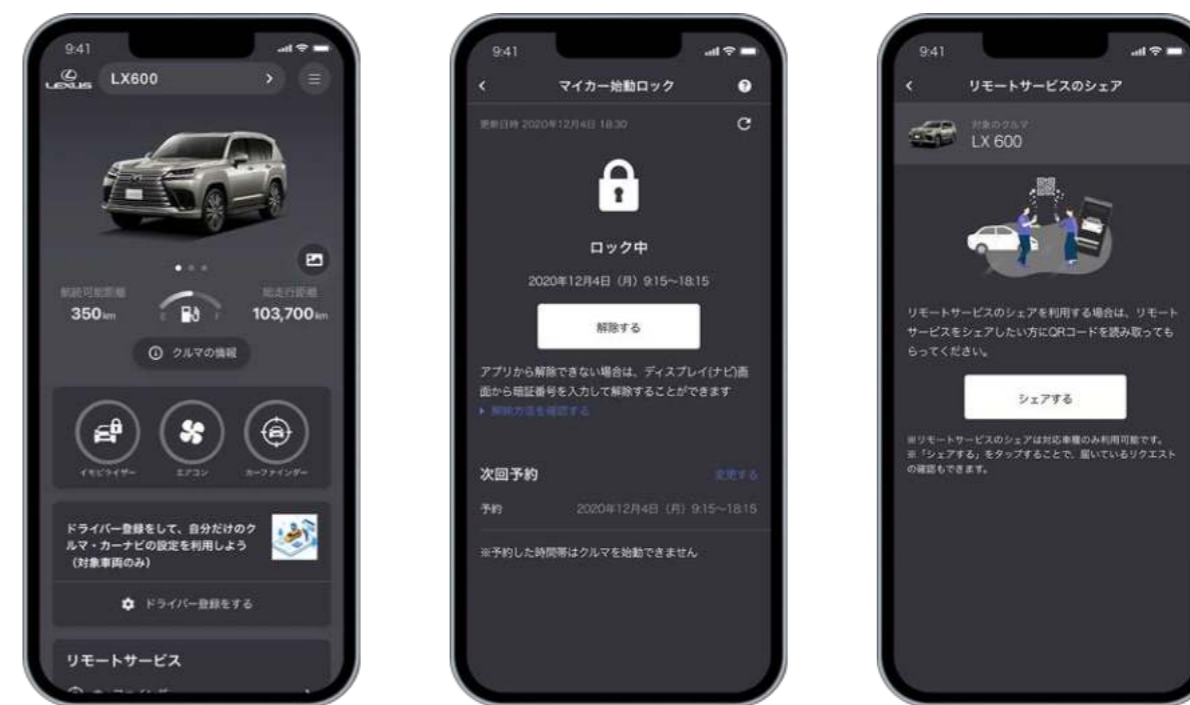 9:41
LEXUS
LX600
航続可能距離
総走行距離
350km
E
F
103,700km
クルマの情報
イモビライザー
エアコン
カーファインダー
ドライバー登録をして、自分だけのク
ルマ・カーナビの設定を利用しよう
（対象車両のみ）
ドライバー登録をする
リモートサービス
9:41
マイカー始動ロック
更新日時 2020年12月4日 18:30
ロック中
2020年12月4日（月）9:15～18:15
解除する
アプリから解除できない場合は、ディスプレイ(ナビ)画
面から暗証番号を入力して解除することができます
解除方法を確認する
次回予約
変更する
予約
2020年12月4日（月）9:15～18:15
※予約した時間帯はクルマを始動できません
9:41
リモートサービスのシェア
対象のクルマ
LX 600
リモートサービスのシェアを利用する場合は、リモート
サービスをシェアしたい方にQRコードを読み取っても
らってください。
シェアする
※リモートサービスのシェアは対応車種のみ利用可能です。
※「シェアする」をタップすることで、届いているリクエスト
の確認もできます。